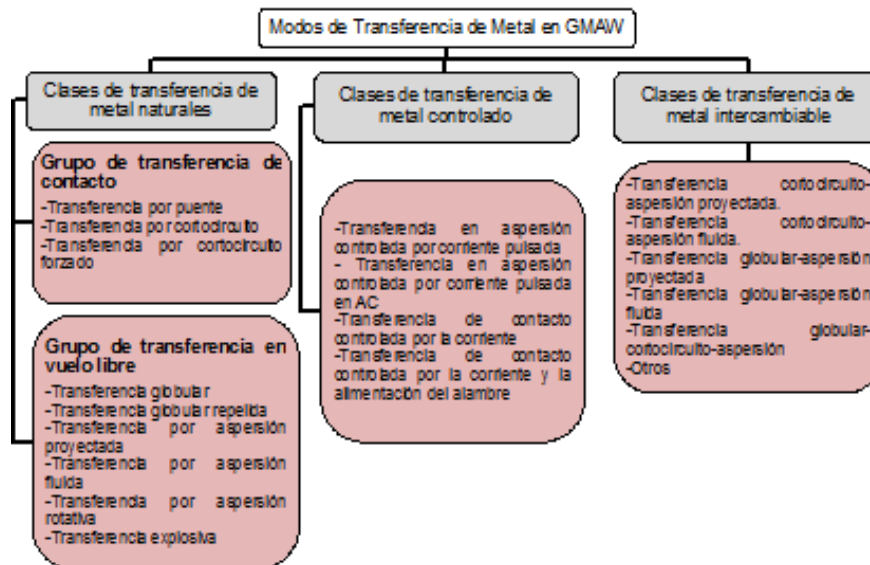 Modos de Transferencia de Metal en GMAW
Clases de transferencia de
metal naturales
Grupo de transferencia de
contacto
-Transferencia por puente
-Transferencia por cortocircuito
-Transferencia por cortocircuito
forzado
Grupo de transferencia en
vuelo libre
-Transferencia globular
-Transferencia globular repelida
-Transferencia por aspersión
proyectada
-Transferencia por aspersión
fluida
-Transferencia por aspersión
rotativa
-Transferencia explosiva
Clases de transferencia de
metal controlado
-Transferencia en aspersión
controlada por corriente pulsada
- Transferencia en aspersión
controlada por corriente pulsada
en AC
-Transferencia de contacto
controlada por la corriente
-Transferencia de contacto
controlada por la corriente y la
alimentación del alambre
Clases de transferencia de
metal intercambiable
-Transferencia cortocircuito-
aspersión proyectada.
-Transferencia cortocircuito-
aspersión fluida.
-Transferencia globular-aspersión
proyectada
-Transferencia globular-aspersión
fluida
-Transferencia globular-
cortocircuito-aspersión
-Otros